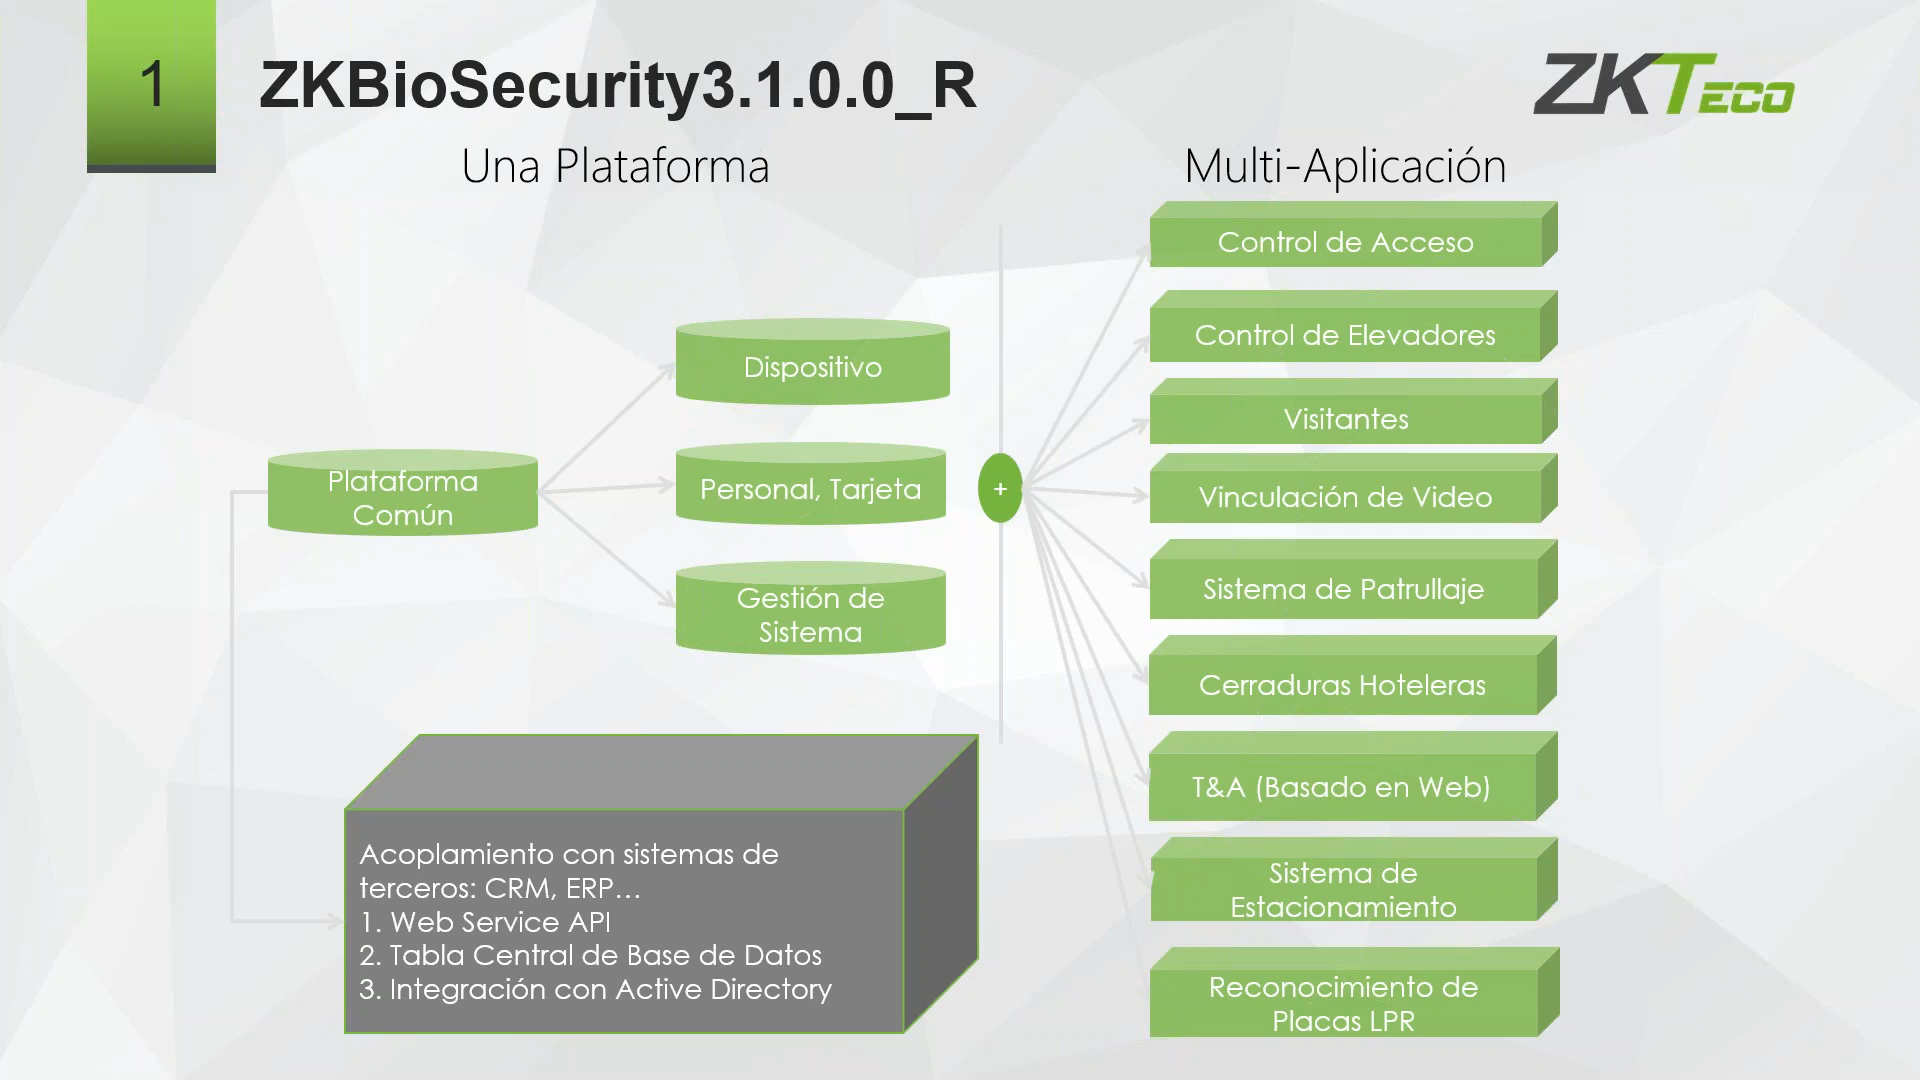 1
ZKBioSecurity3.1.0.0_R
ZKTeco
Una Plataforma
Multi-Aplicación
Plataforma
Común
Dispositivo
Personal, Tarjeta
Gestión de
Sistema
+
Control de Acceso
Control de Elevadores
Visitantes
Vinculación de Video
Sistema de Patrullaje
Cerraduras Hoteleras
T&A (Basado en Web)
Sistema de
Estacionamiento
Reconocimiento de
Placas LPR
Acoplamiento con sistemas de
terceros: CRM, ERP…
1. Web Service API
2. Tabla Central de Base de Datos
3. Integración con Active Directory